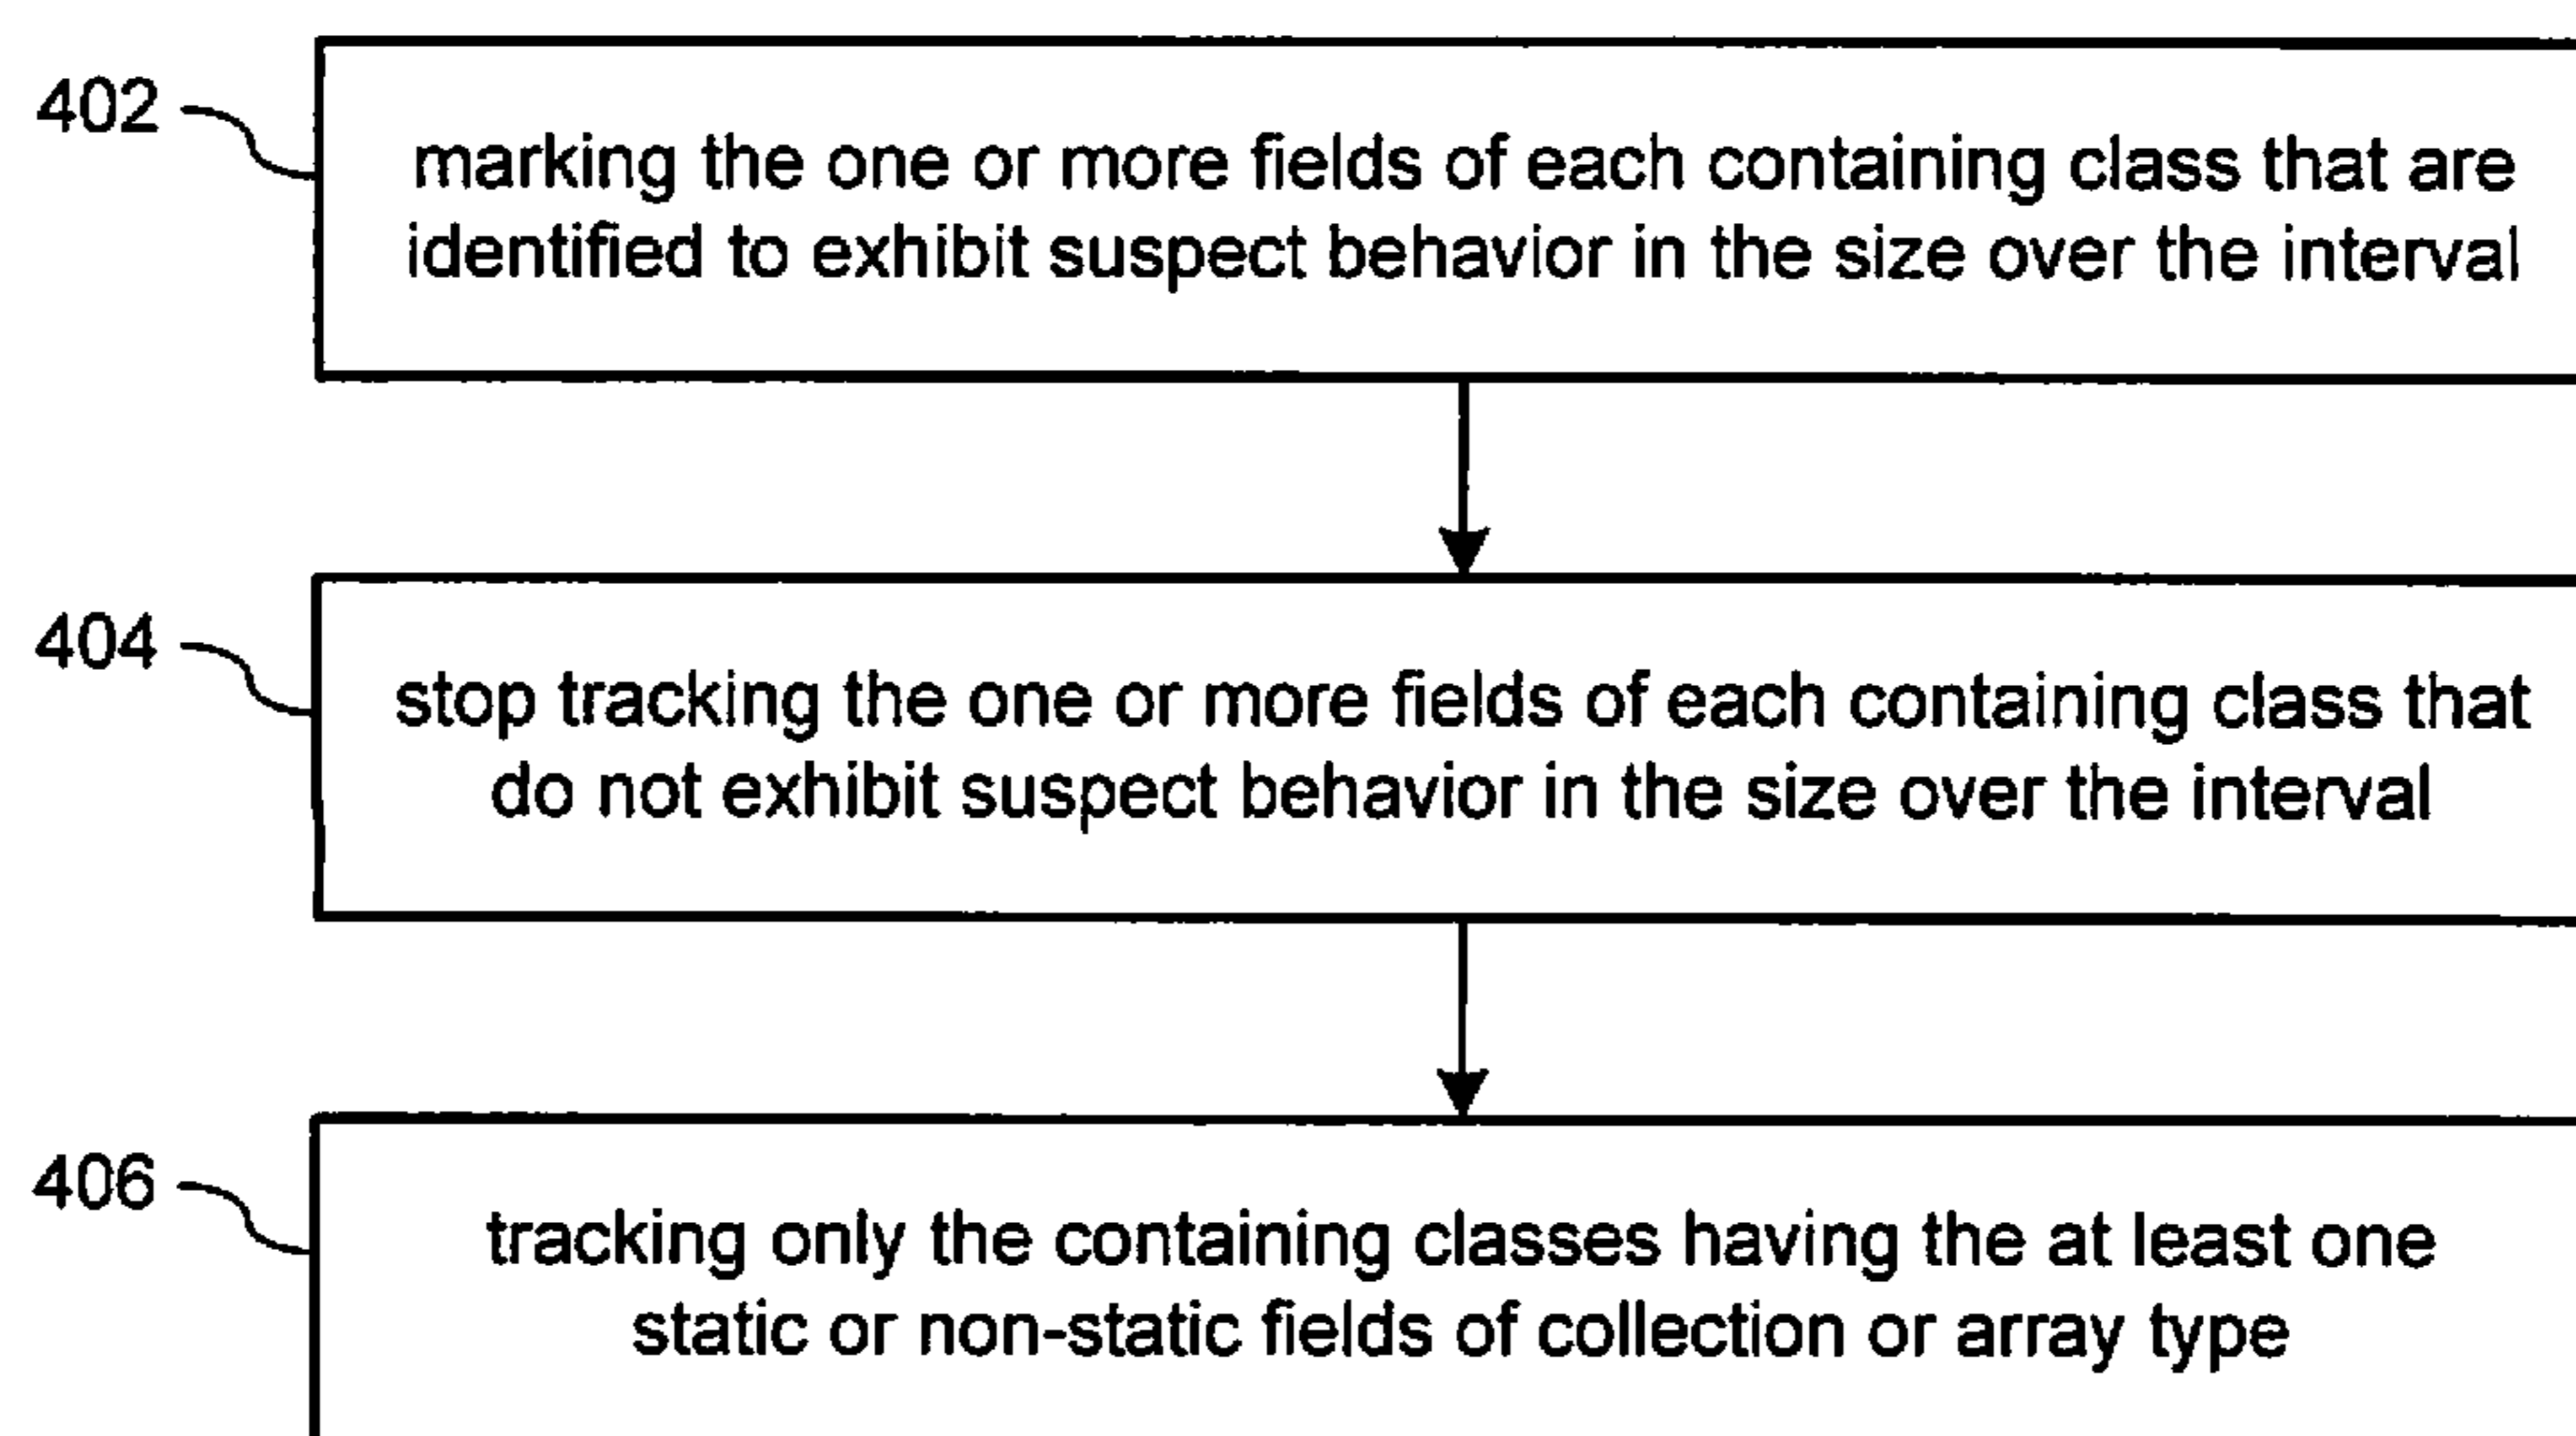 402
marking the one or more fields of each containing class that are
identified to exhibit suspect behavior in the size over the interval
404
stop tracking the one or more fields of each containing class that
do not exhibit suspect behavior in the size over the interval
406
tracking only the containing classes having the at least one
static or non-static fields of collection or array type